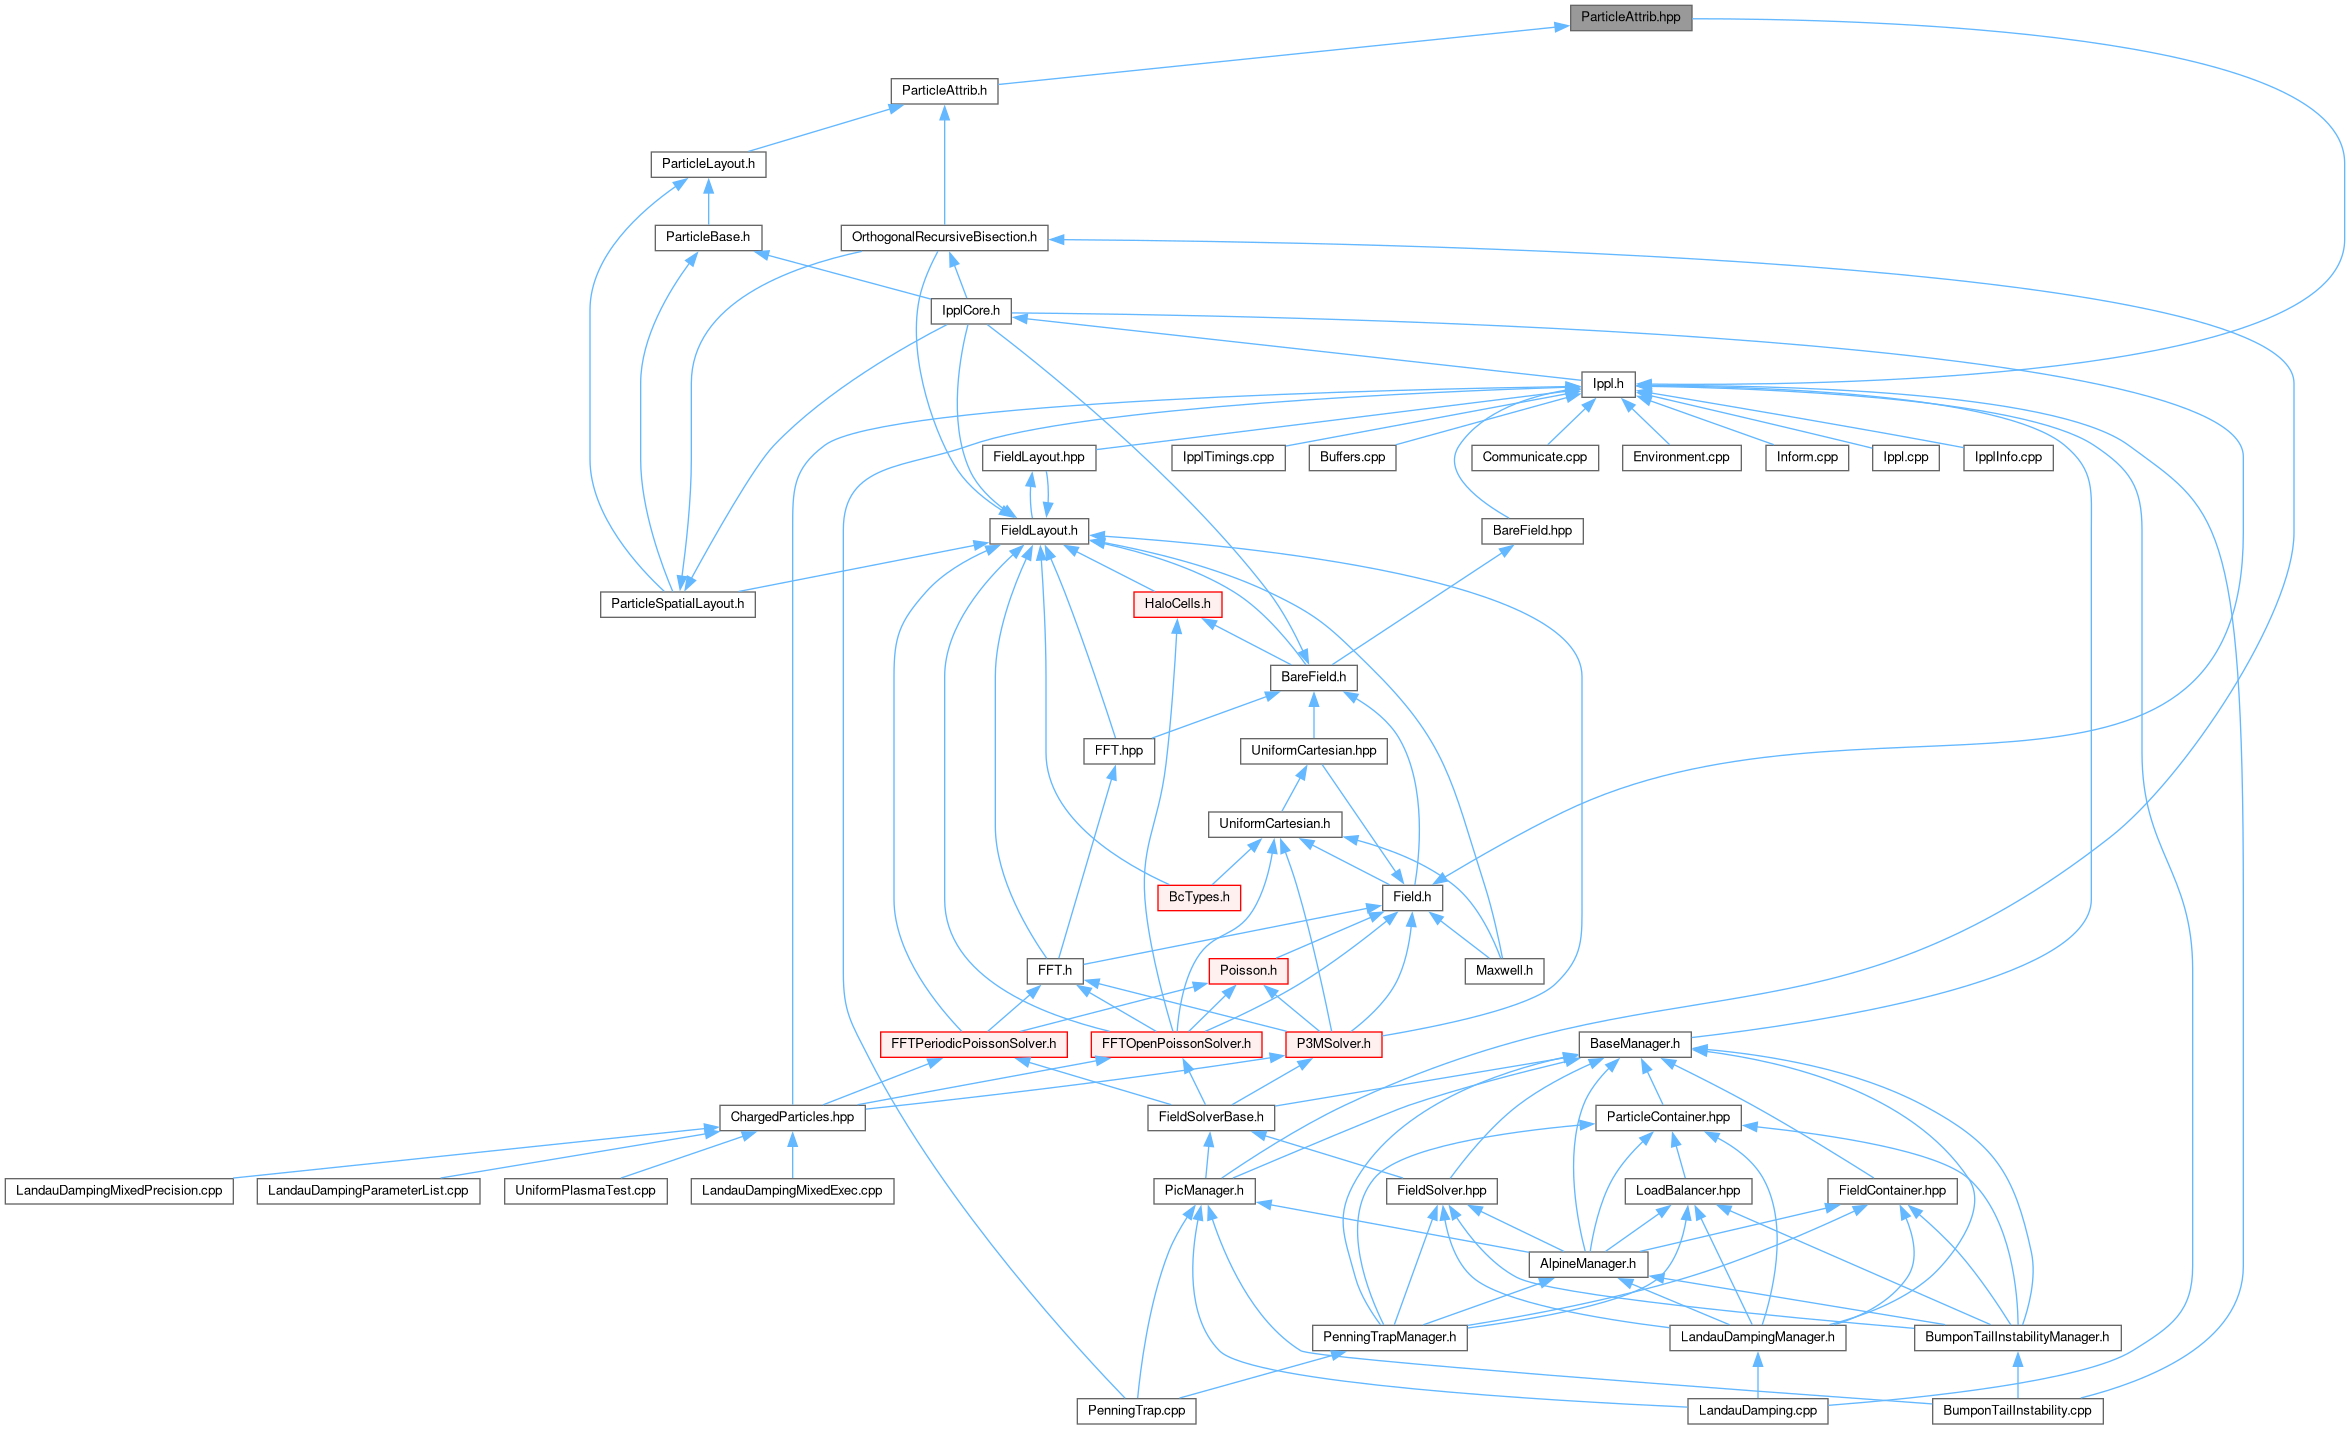 ParticleAttrib.hpp
ParticleAttrib.h
ParticleLayout.h
ParticleBase.h
OrthogonalRecursiveBisection.h
IpplCore.h
Ippl.h
FieldLayout.hpp
IpplTimings.cpp
Buffers.cpp
Communicate.cpp
Environment.cpp
Inform.cpp
Ippl.cpp
IpplInfo.cpp
FieldLayout.h
BareField.hpp
ParticleSpatialLayout.h
HaloCells.h
BareField.h
FFT.hpp
UniformCartesian.hpp
UniformCartesian.h
BcTypes.h
Field.h
FFT.h
Poisson.h
Maxwell.h
FFTPeriodicPoissonSolver.h
FFTOpenPoissonSolver.h
P3MSolver.h
BaseManager.h
ChargedParticles.hpp
FieldSolverBase.h
ParticleContainer.hpp
LandauDampingMixedPrecision.cpp
LandauDampingParameterList.cpp
UniformPlasmaTest.cpp
LandauDampingMixedExec.cpp
PicManager.h
FieldSolver.hpp
LoadBalancer.hpp
FieldContainer.hpp
AlpineManager.h
PenningTrapManager.h
LandauDampingManager.h
BumponTailInstabilityManager.h
PenningTrap.cpp
LandauDamping.cpp
BumponTailInstability.cpp